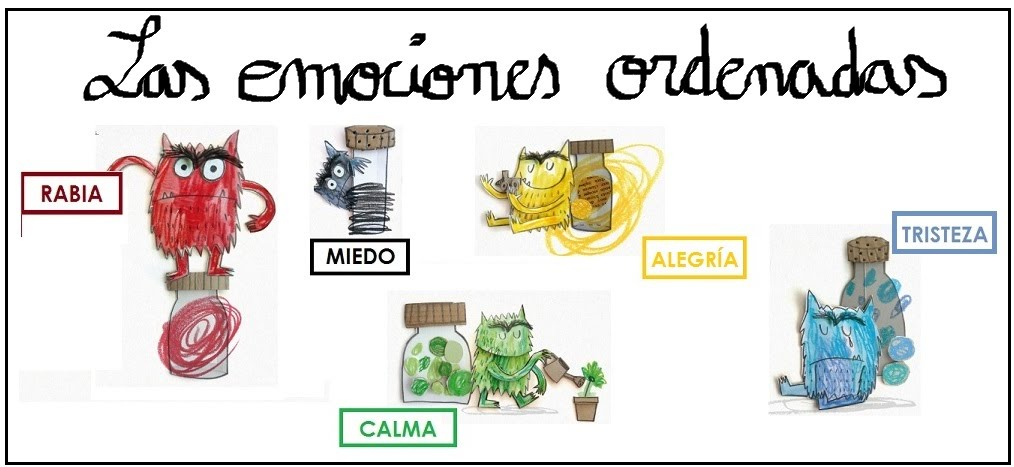 Las emociones ordenadas
RABIA
MIEDO
ALEGRÍA
TRISTEZA
CALMA